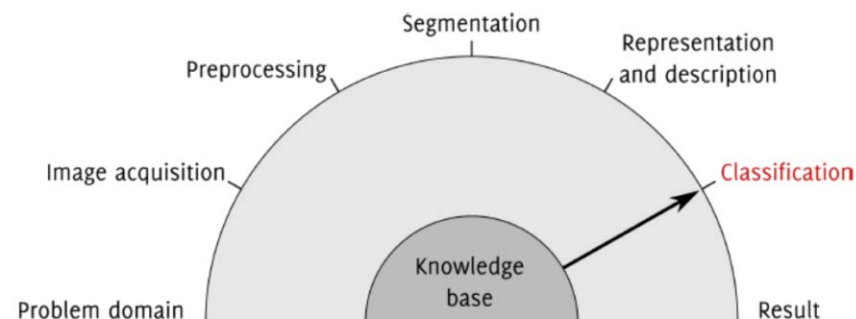 Segmentation
Representation
and description
Preprocessing
Image acquisition
Classification
Knowledge
base
Problem domain
Result